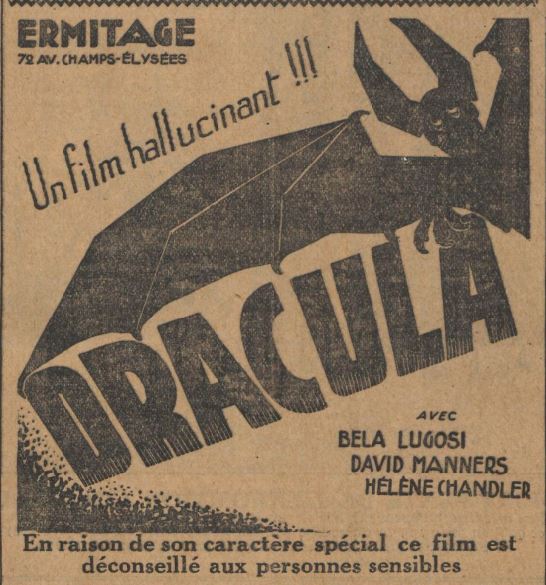 ERMITAGE
72 AV. CHAMPS-ÉLYSÉES
Un film hallucinant !!!
DRACULA
AVEC
BELA LUGOSI
DAVID MANNERS
HÉLÈNE CHANDLER
En raison de son caractère spécial ce film est
déconseillé aux personnes sensibles